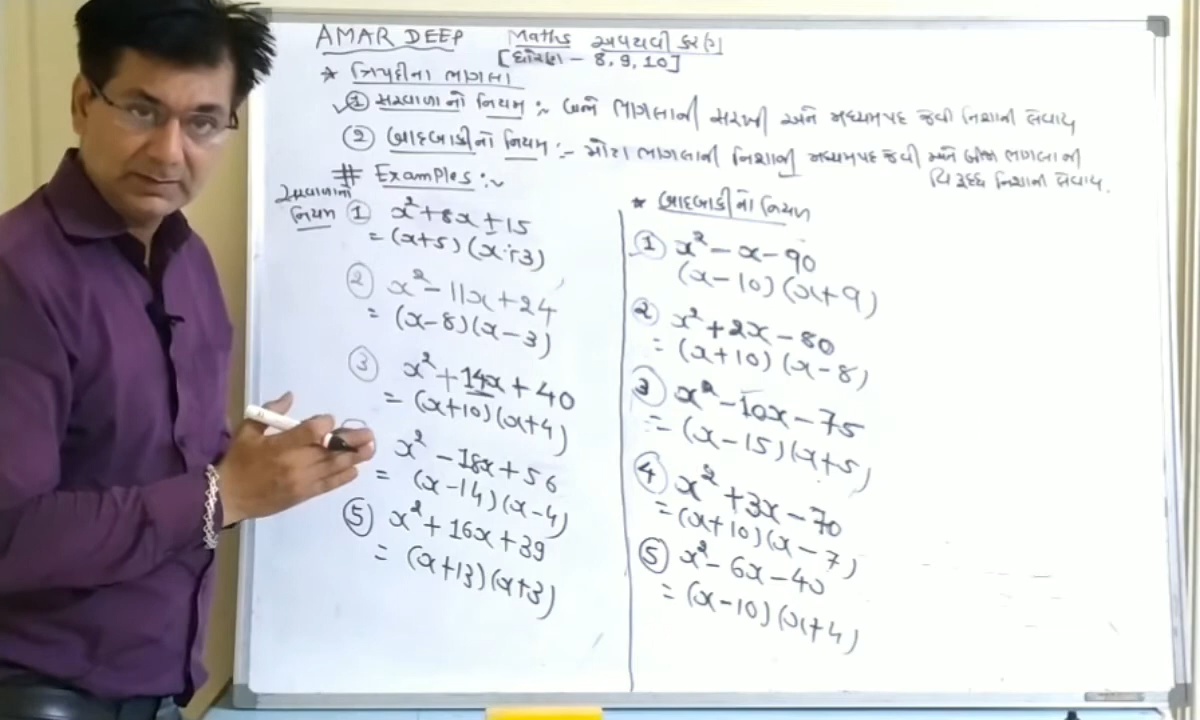 AMAR DEEP Maths અવયવીકરણ
[ધોરણ - 8, 9, 10]
* ત્રિપદીના ભાગલા
① સરવાળાનો નિયમ :- બંને ભાગલાની સરખી અને મધ્યમપદ જેવી નિશાની લેવાય
② બાદબાકીનો નિયમ :- મોટા ભાગલાની નિશાની મધ્યમપદ જેવી અને બીજા ભાગલાની
વિરૂદ્ધ નિશાની લેવાય.
# Examples :-
સરવાળાનો
નિયમ
① x² + 8x + 15
= (x+5) (x+3)
② x² - 11x + 24
= (x-8) (x-3)
③ x² + 14x + 40
= (x+10) (x+4)
x² - 18x + 56
= (x-14) (x-4)
⑤ x² + 16x + 39
= (x+13) (x+3)
* બાદબાકીનો નિયમ
① x² - x - 90
(x-10) (x+9)
② x² + 2x - 80
= (x+10) (x-8)
③ x² - 10x - 75
= (x-15) (x+5)
④ x² + 3x - 70
= (x+10) (x-7)
⑤ x² - 6x - 40
= (x-10) (x+4)